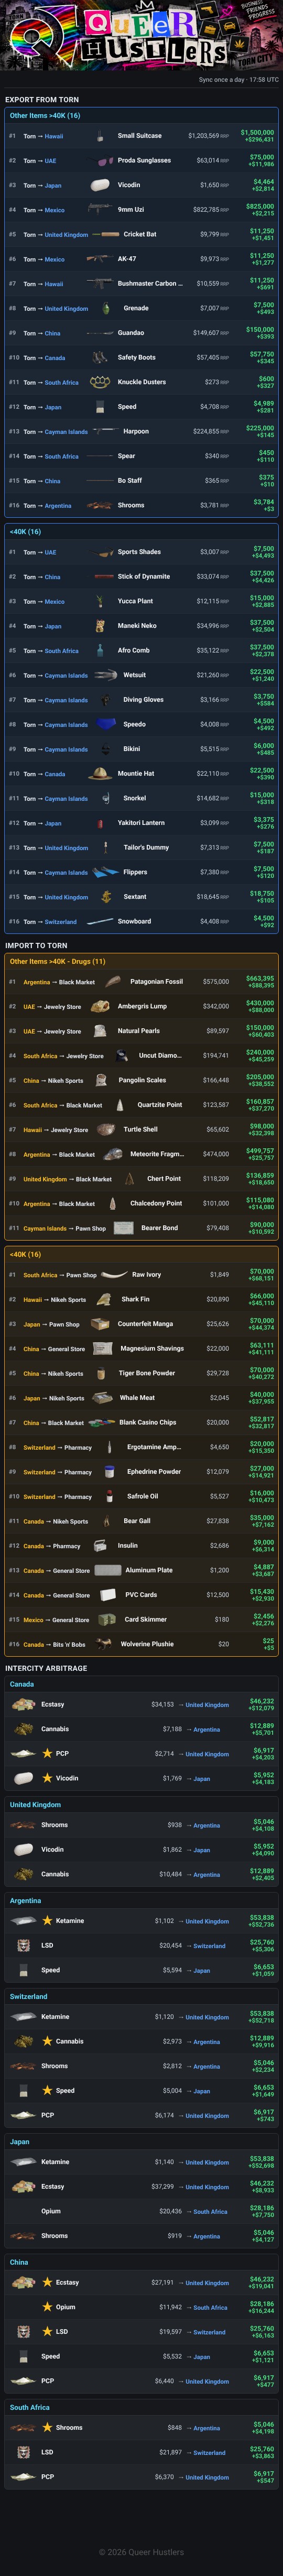 QUEER
HUSTLERS
BUSINESS
FRIENDS
PROGRESS
TORN CITY
Sync once a day · 17:58 UTC
EXPORT FROM TORN
Other Items >40K (16)
#1 Torn → Hawaii Small Suitcase $1,203,569 RRP $1,500,000 +$296,431
#2 Torn → UAE Proda Sunglasses $63,014 RRP $75,000 +$11,986
#3 Torn → Japan Vicodin $1,650 RRP $4,464 +$2,814
#4 Torn → Mexico 9mm Uzi $822,785 RRP $825,000 +$2,215
#5 Torn → United Kingdom Cricket Bat $9,799 RRP $11,250 +$1,451
#6 Torn → Mexico AK-47 $9,973 RRP $11,250 +$1,277
#7 Torn → Hawaii Bushmaster Carbon ... $10,559 RRP $11,250 +$691
#8 Torn → United Kingdom Grenade $7,007 RRP $7,500 +$493
#9 Torn → China Guandao $149,607 RRP $150,000 +$393
#10 Torn → Canada Safety Boots $57,405 RRP $57,750 +$345
#11 Torn → South Africa Knuckle Dusters $273 RRP $600 +$327
#12 Torn → Japan Speed $4,708 RRP $4,989 +$281
#13 Torn → Cayman Islands Harpoon $224,855 RRP $225,000 +$145
#14 Torn → South Africa Spear $340 RRP $450 +$110
#15 Torn → China Bo Staff $365 RRP $375 +$10
#16 Torn → Argentina Shrooms $3,781 RRP $3,784 +$3
<40K (16)
#1 Torn → UAE Sports Shades $3,007 RRP $7,500 +$4,493
#2 Torn → China Stick of Dynamite $33,074 RRP $37,500 +$4,426
#3 Torn → Mexico Yucca Plant $12,115 RRP $15,000 +$2,885
#4 Torn → Japan Maneki Neko $34,996 RRP $37,500 +$2,504
#5 Torn → South Africa Afro Comb $35,122 RRP $37,500 +$2,378
#6 Torn → Cayman Islands Wetsuit $21,260 RRP $22,500 +$1,240
#7 Torn → Cayman Islands Diving Gloves $3,166 RRP $3,750 +$584
#8 Torn → Cayman Islands Speedo $4,008 RRP $4,500 +$492
#9 Torn → Cayman Islands Bikini $5,515 RRP $6,000 +$485
#10 Torn → Canada Mountie Hat $22,110 RRP $22,500 +$390
#11 Torn → Cayman Islands Snorkel $14,682 RRP $15,000 +$318
#12 Torn → Japan Yakitori Lantern $3,099 RRP $3,375 +$276
#13 Torn → United Kingdom Tailor's Dummy $7,313 RRP $7,500 +$187
#14 Torn → Cayman Islands Flippers $7,380 RRP $7,500 +$120
#15 Torn → United Kingdom Sextant $18,645 RRP $18,750 +$105
#16 Torn → Switzerland Snowboard $4,408 RRP $4,500 +$92
IMPORT TO TORN
Other Items >40K - Drugs (11)
#1 Argentina → Black Market Patagonian Fossil $575,000 $663,395 +$88,395
#2 UAE → Jewelry Store Ambergris Lump $342,000 $430,000 +$88,000
#3 UAE → Jewelry Store Natural Pearls $89,597 $150,000 +$60,403
#4 South Africa → Jewelry Store Uncut Diamo... $194,741 $240,000 +$45,259
#5 China → Nikeh Sports Pangolin Scales $166,448 $205,000 +$38,552
#6 South Africa → Black Market Quartzite Point $123,587 $160,857 +$37,270
#7 Hawaii → Jewelry Store Turtle Shell $65,602 $98,000 +$32,398
#8 Argentina → Black Market Meteorite Fragm... $474,000 $499,757 +$25,757
#9 United Kingdom → Black Market Chert Point $118,209 $136,859 +$18,650
#10 Argentina → Black Market Chalcedony Point $101,000 $115,080 +$14,080
#11 Cayman Islands → Pawn Shop Bearer Bond $79,408 $90,000 +$10,592
<40K (16)
#1 South Africa → Pawn Shop Raw Ivory $1,849 $70,000 +$68,151
#2 Hawaii → Nikeh Sports Shark Fin $20,890 $66,000 +$45,110
#3 Japan → Pawn Shop Counterfeit Manga $25,626 $70,000 +$44,374
#4 China → General Store Magnesium Shavings $22,000 $63,111 +$41,111
#5 China → Nikeh Sports Tiger Bone Powder $29,728 $70,000 +$40,272
#6 Japan → Nikeh Sports Whale Meat $2,045 $40,000 +$37,955
#7 China → Black Market Blank Casino Chips $20,000 $52,817 +$32,817
#8 Switzerland → Pharmacy Ergotamine Amp... $4,650 $20,000 +$15,350
#9 Switzerland → Pharmacy Ephedrine Powder $12,079 $27,000 +$14,921
#10 Switzerland → Pharmacy Safrole Oil $5,527 $16,000 +$10,473
#11 Canada → Nikeh Sports Bear Gall $27,838 $35,000 +$7,162
#12 Canada → Pharmacy Insulin $2,686 $9,000 +$6,314
#13 Canada → General Store Aluminum Plate $1,200 $4,887 +$3,687
#14 Canada → General Store PVC Cards $12,500 $15,430 +$2,930
#15 Mexico → General Store Card Skimmer $180 $2,456 +$2,276
#16 Canada → Bits 'n' Bobs Wolverine Plushie $20 $25 +$5
INTERCITY ARBITRAGE
Canada
Ecstasy $34,153 → United Kingdom $46,232 +$12,079
Cannabis $7,188 → Argentina $12,889 +$5,701
PCP $2,714 → United Kingdom $6,917 +$4,203
Vicodin $1,769 → Japan $5,952 +$4,183
United Kingdom
Shrooms $938 → Argentina $5,046 +$4,108
Vicodin $1,862 → Japan $5,952 +$4,090
Cannabis $10,484 → Argentina $12,889 +$2,405
Argentina
Ketamine $1,102 → United Kingdom $53,838 +$52,736
LSD $20,454 → Switzerland $25,760 +$5,306
Speed $5,594 → Japan $6,653 +$1,059
Switzerland
Ketamine $1,120 → United Kingdom $53,838 +$52,718
Cannabis $2,973 → Argentina $12,889 +$9,916
Shrooms $2,812 → Argentina $5,046 +$2,234
Speed $5,004 → Japan $6,653 +$1,649
PCP $6,174 → United Kingdom $6,917 +$743
Japan
Ketamine $1,140 → United Kingdom $53,838 +$52,698
Ecstasy $37,299 → United Kingdom $46,232 +$8,933
Opium $20,436 → South Africa $28,186 +$7,750
Shrooms $919 → Argentina $5,046 +$4,127
China
Ecstasy $27,191 → United Kingdom $46,232 +$19,041
Opium $11,942 → South Africa $28,186 +$16,244
LSD $19,597 → Switzerland $25,760 +$6,163
Speed $5,532 → Japan $6,653 +$1,121
PCP $6,440 → United Kingdom $6,917 +$477
South Africa
Shrooms $848 → Argentina $5,046 +$4,198
LSD $21,897 → Switzerland $25,760 +$3,863
PCP $6,370 → United Kingdom $6,917 +$547
© 2026 Queer Hustlers